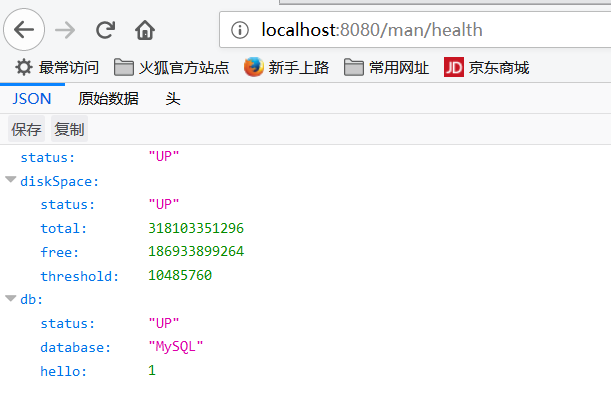 localhost:8080/man/health
最常访问 火狐官方站点 新手上路 常用网址 JD 京东商城
JSON 原始数据 头
保存 复制
status: "UP"
diskSpace:
status: "UP"
total: 318103351296
free: 186933899264
threshold: 10485760
db:
status: "UP"
database: "MySQL"
hello: 1